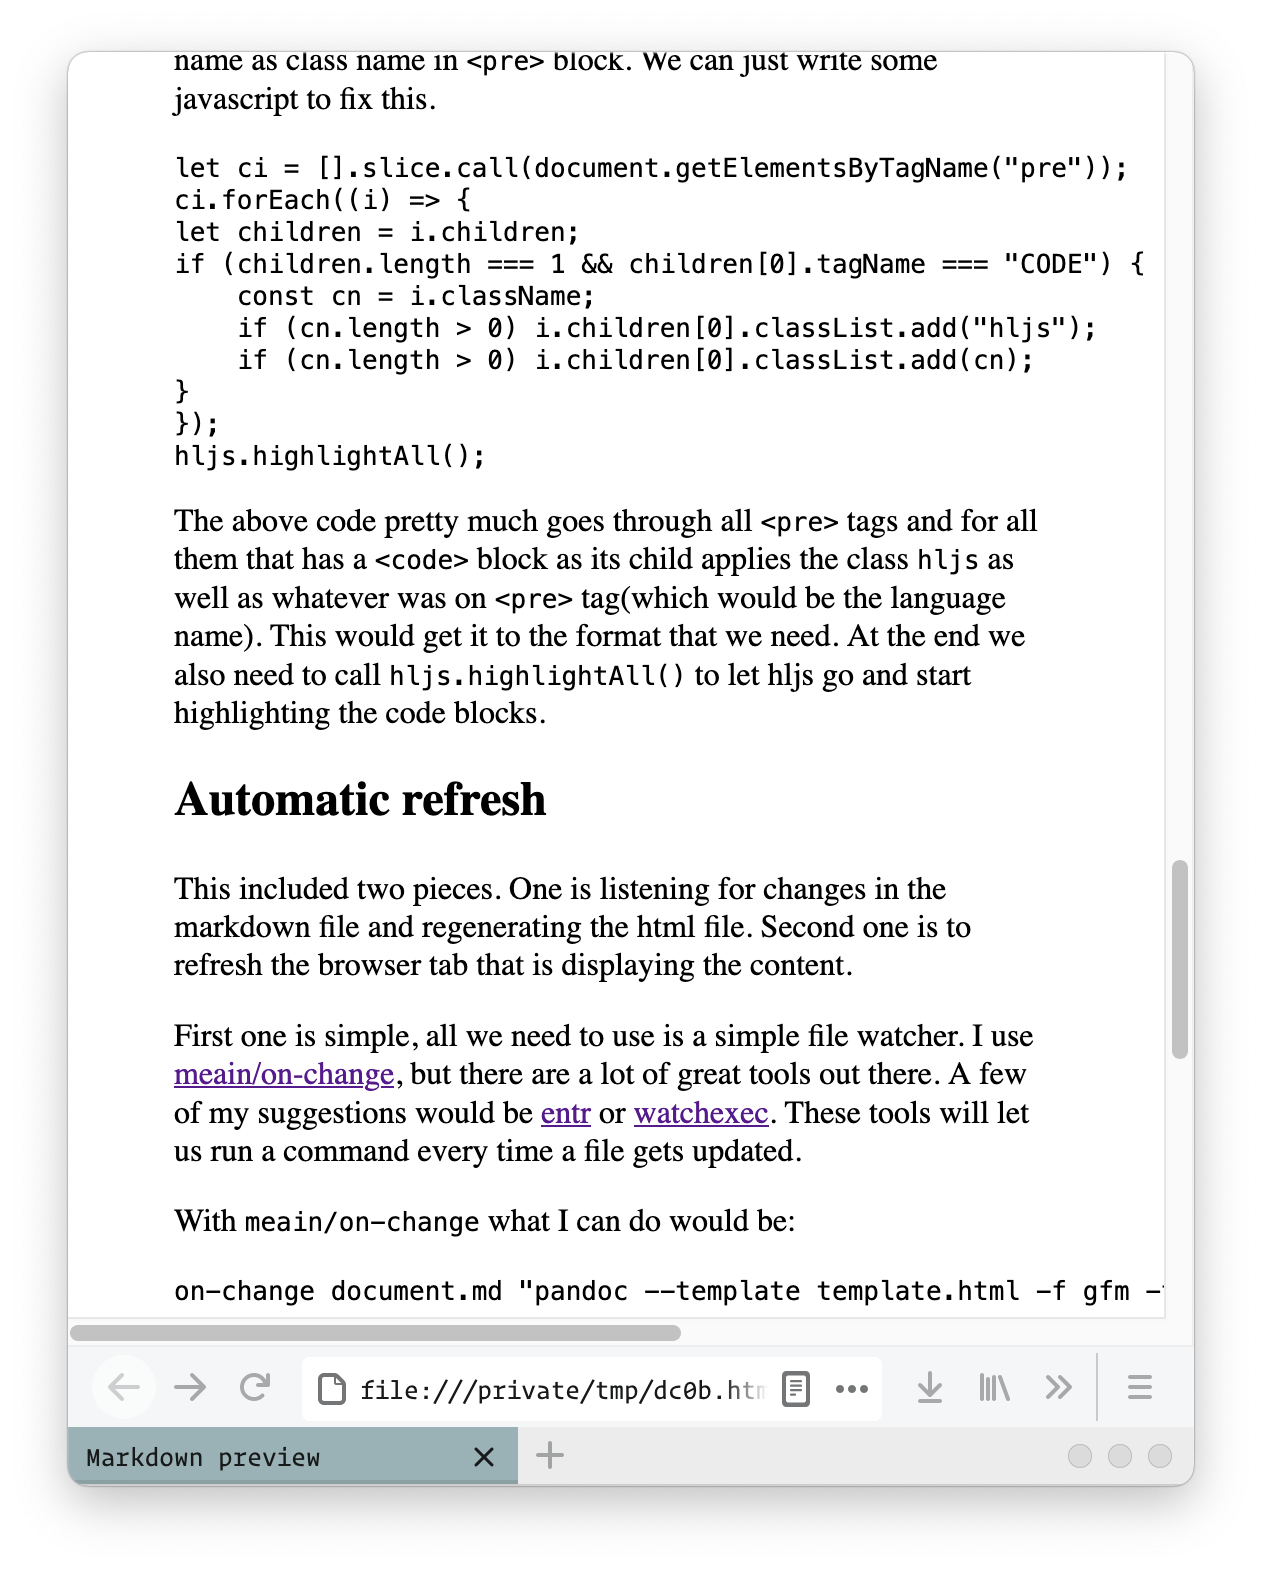 name as class name in <pre> block. We can just write some
javascript to fix this.
let ci = [].slice.call(document.getElementsByTagName("pre"));
ci.forEach((i) => {
let children = i.children;
if (children.length === 1 && children[0].tagName === "CODE") {
    const cn = i.className;
    if (cn.length > 0) i.children[0].classList.add("hljs");
    if (cn.length > 0) i.children[0].classList.add(cn);
}
});
hljs.highlightAll();
The above code pretty much goes through all <pre> tags and for all
them that has a <code> block as its child applies the class hljs as
well as whatever was on <pre> tag(which would be the language
name). This would get it to the format that we need. At the end we
also need to call hljs.highlightAll() to let hljs go and start
highlighting the code blocks.
Automatic refresh
This included two pieces. One is listening for changes in the
markdown file and regenerating the html file. Second one is to
refresh the browser tab that is displaying the content.
First one is simple, all we need to use is a simple file watcher. I use
meain/on-change, but there are a lot of great tools out there. A few
of my suggestions would be entr or watchexec. These tools will let
us run a command every time a file gets updated.
With meain/on-change what I can do would be:
on-change document.md "pandoc --template template.html -f gfm -
file:///private/tmp/dc0b.htm
Markdown preview